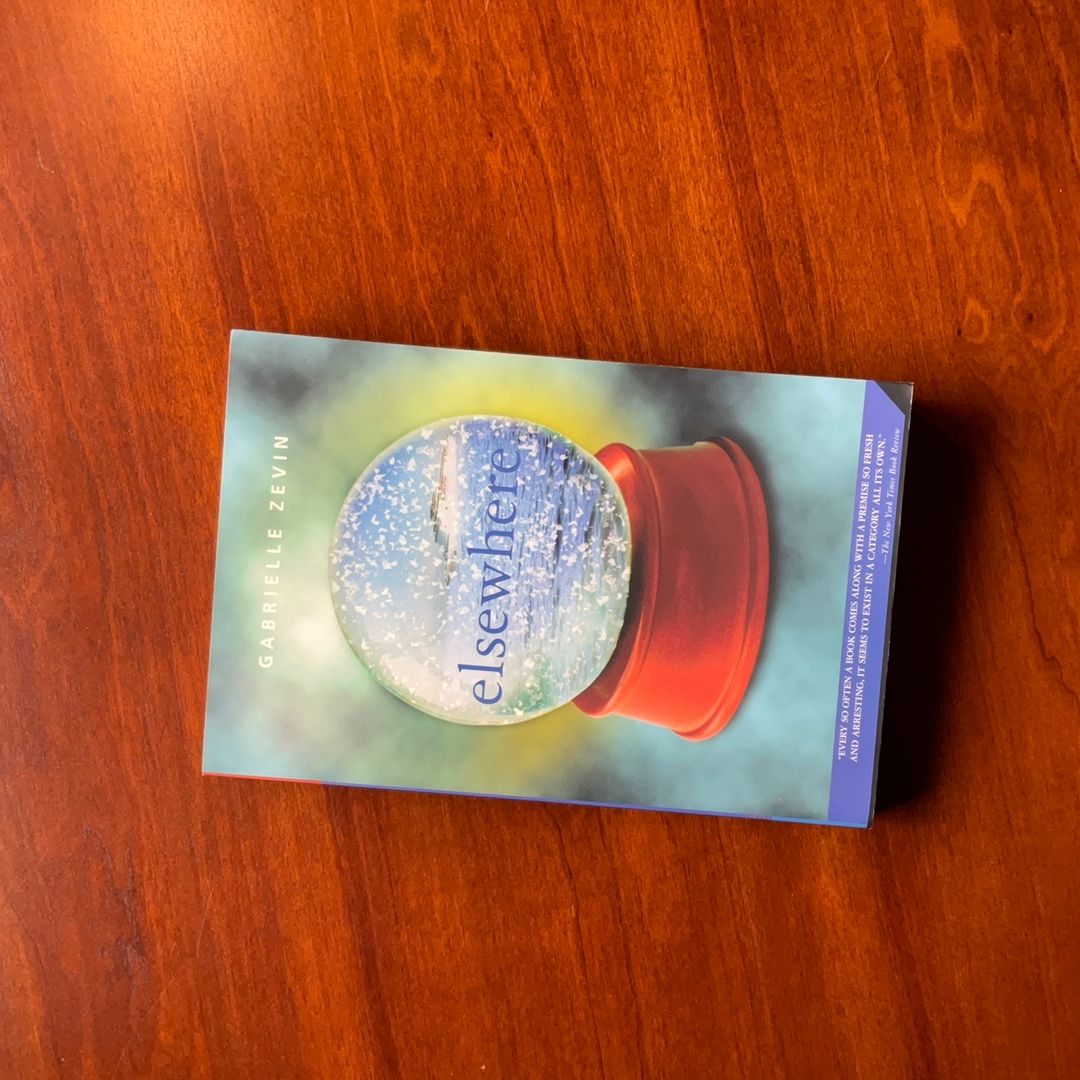 GABRIELLE ZEVIN
elsewhere
"EVERY SO OFTEN A BOOK COMES ALONG WITH A PREMISE SO FRESH
AND ARRESTING, IT SEEMS TO EXIST IN A CATEGORY ALL ITS OWN."
—The New York Times Book Review